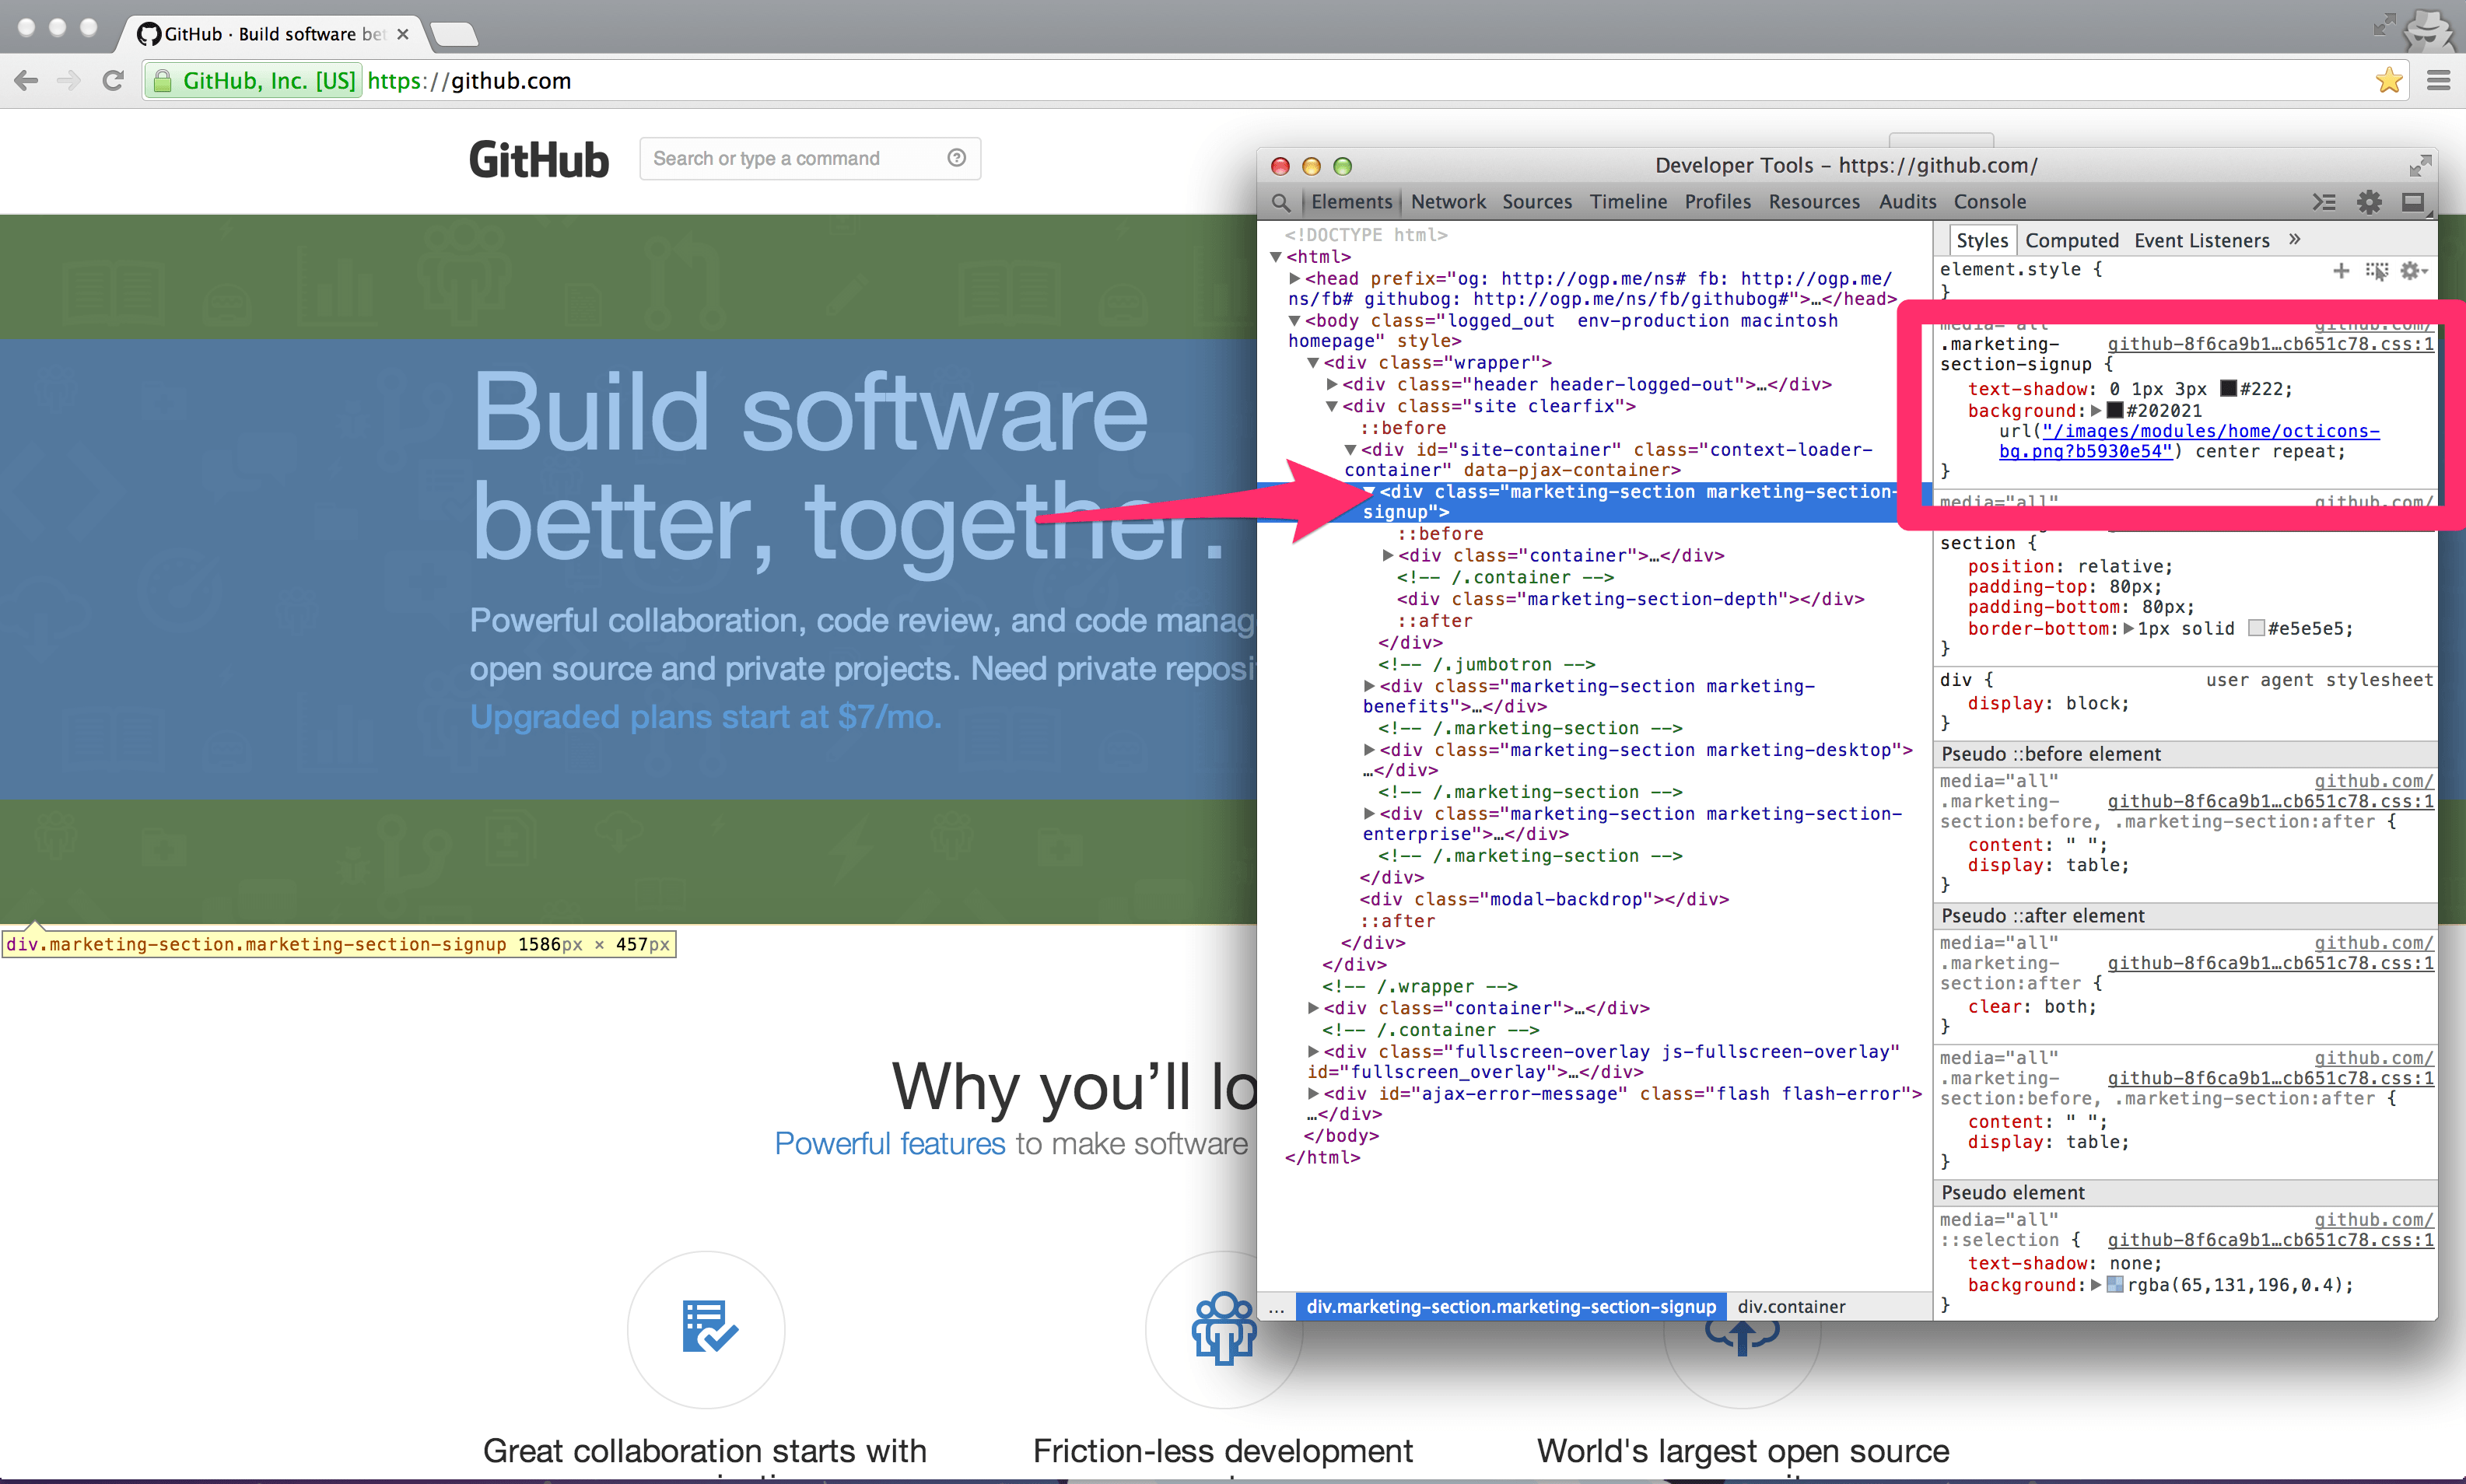 GitHub · Build software bet
GitHub, Inc. [US] https://github.com
GitHub
Search or type a command
Build software
better, together.
Powerful collaboration, code review, and code manag
open source and private projects. Need private reposi
Upgraded plans start at $7/mo.
div.marketing-section.marketing-section-signup 1586px × 457px
Why you’ll lo
Powerful features to make software
Great collaboration starts with
Friction-less development
World's largest open source
Developer Tools – https://github.com/
Elements Network Sources Timeline Profiles Resources Audits Console
<!DOCTYPE html>
<html>
<head prefix="og: http://ogp.me/ns# fb: http://ogp.me/
ns/fb# githubog: http://ogp.me/ns/fb/githubog#">…</head>
<body class="logged_out  env-production macintosh
homepage" style>
<div class="wrapper">
<div class="header header-logged-out">…</div>
<div class="site clearfix">
::before
<div id="site-container" class="context-loader-
container" data-pjax-container>
<div class="marketing-section marketing-section-
signup">
::before
<div class="container">…</div>
<!-- /.container -->
<div class="marketing-section-depth"></div>
::after
</div>
<!-- /.jumbotron -->
<div class="marketing-section marketing-
benefits">…</div>
<!-- /.marketing-section -->
<div class="marketing-section marketing-desktop">
…</div>
<!-- /.marketing-section -->
<div class="marketing-section marketing-section-
enterprise">…</div>
<!-- /.marketing-section -->
</div>
<div class="modal-backdrop"></div>
::after
</div>
</div>
<!-- /.wrapper -->
<div class="container">…</div>
<!-- /.container -->
<div class="fullscreen-overlay js-fullscreen-overlay"
id="fullscreen_overlay">…</div>
<div id="ajax-error-message" class="flash flash-error">
…</div>
</body>
</html>
... div.marketing-section.marketing-section-signup div.container
Styles Computed Event Listeners »
element.style {
}
media="all" github.com/
.marketing- github-8f6ca9b1…cb651c78.css:1
section-signup {
text-shadow: 0 1px 3px #222;
background: #202021
url("/images/modules/home/octicons-
bg.png?b5930e54") center repeat;
}
media="all" github.com/
section {
position: relative;
padding-top: 80px;
padding-bottom: 80px;
border-bottom: 1px solid #e5e5e5;
}
div { user agent stylesheet
display: block;
}
Pseudo ::before element
media="all" github.com/
.marketing- github-8f6ca9b1…cb651c78.css:1
section:before, .marketing-section:after {
content: " ";
display: table;
}
Pseudo ::after element
media="all" github.com/
.marketing- github-8f6ca9b1…cb651c78.css:1
section:after {
clear: both;
}
media="all" github.com/
.marketing- github-8f6ca9b1…cb651c78.css:1
section:before, .marketing-section:after {
content: " ";
display: table;
}
Pseudo element
media="all" github.com/
::selection { github-8f6ca9b1…cb651c78.css:1
text-shadow: none;
background: rgba(65,131,196,0.4);
}